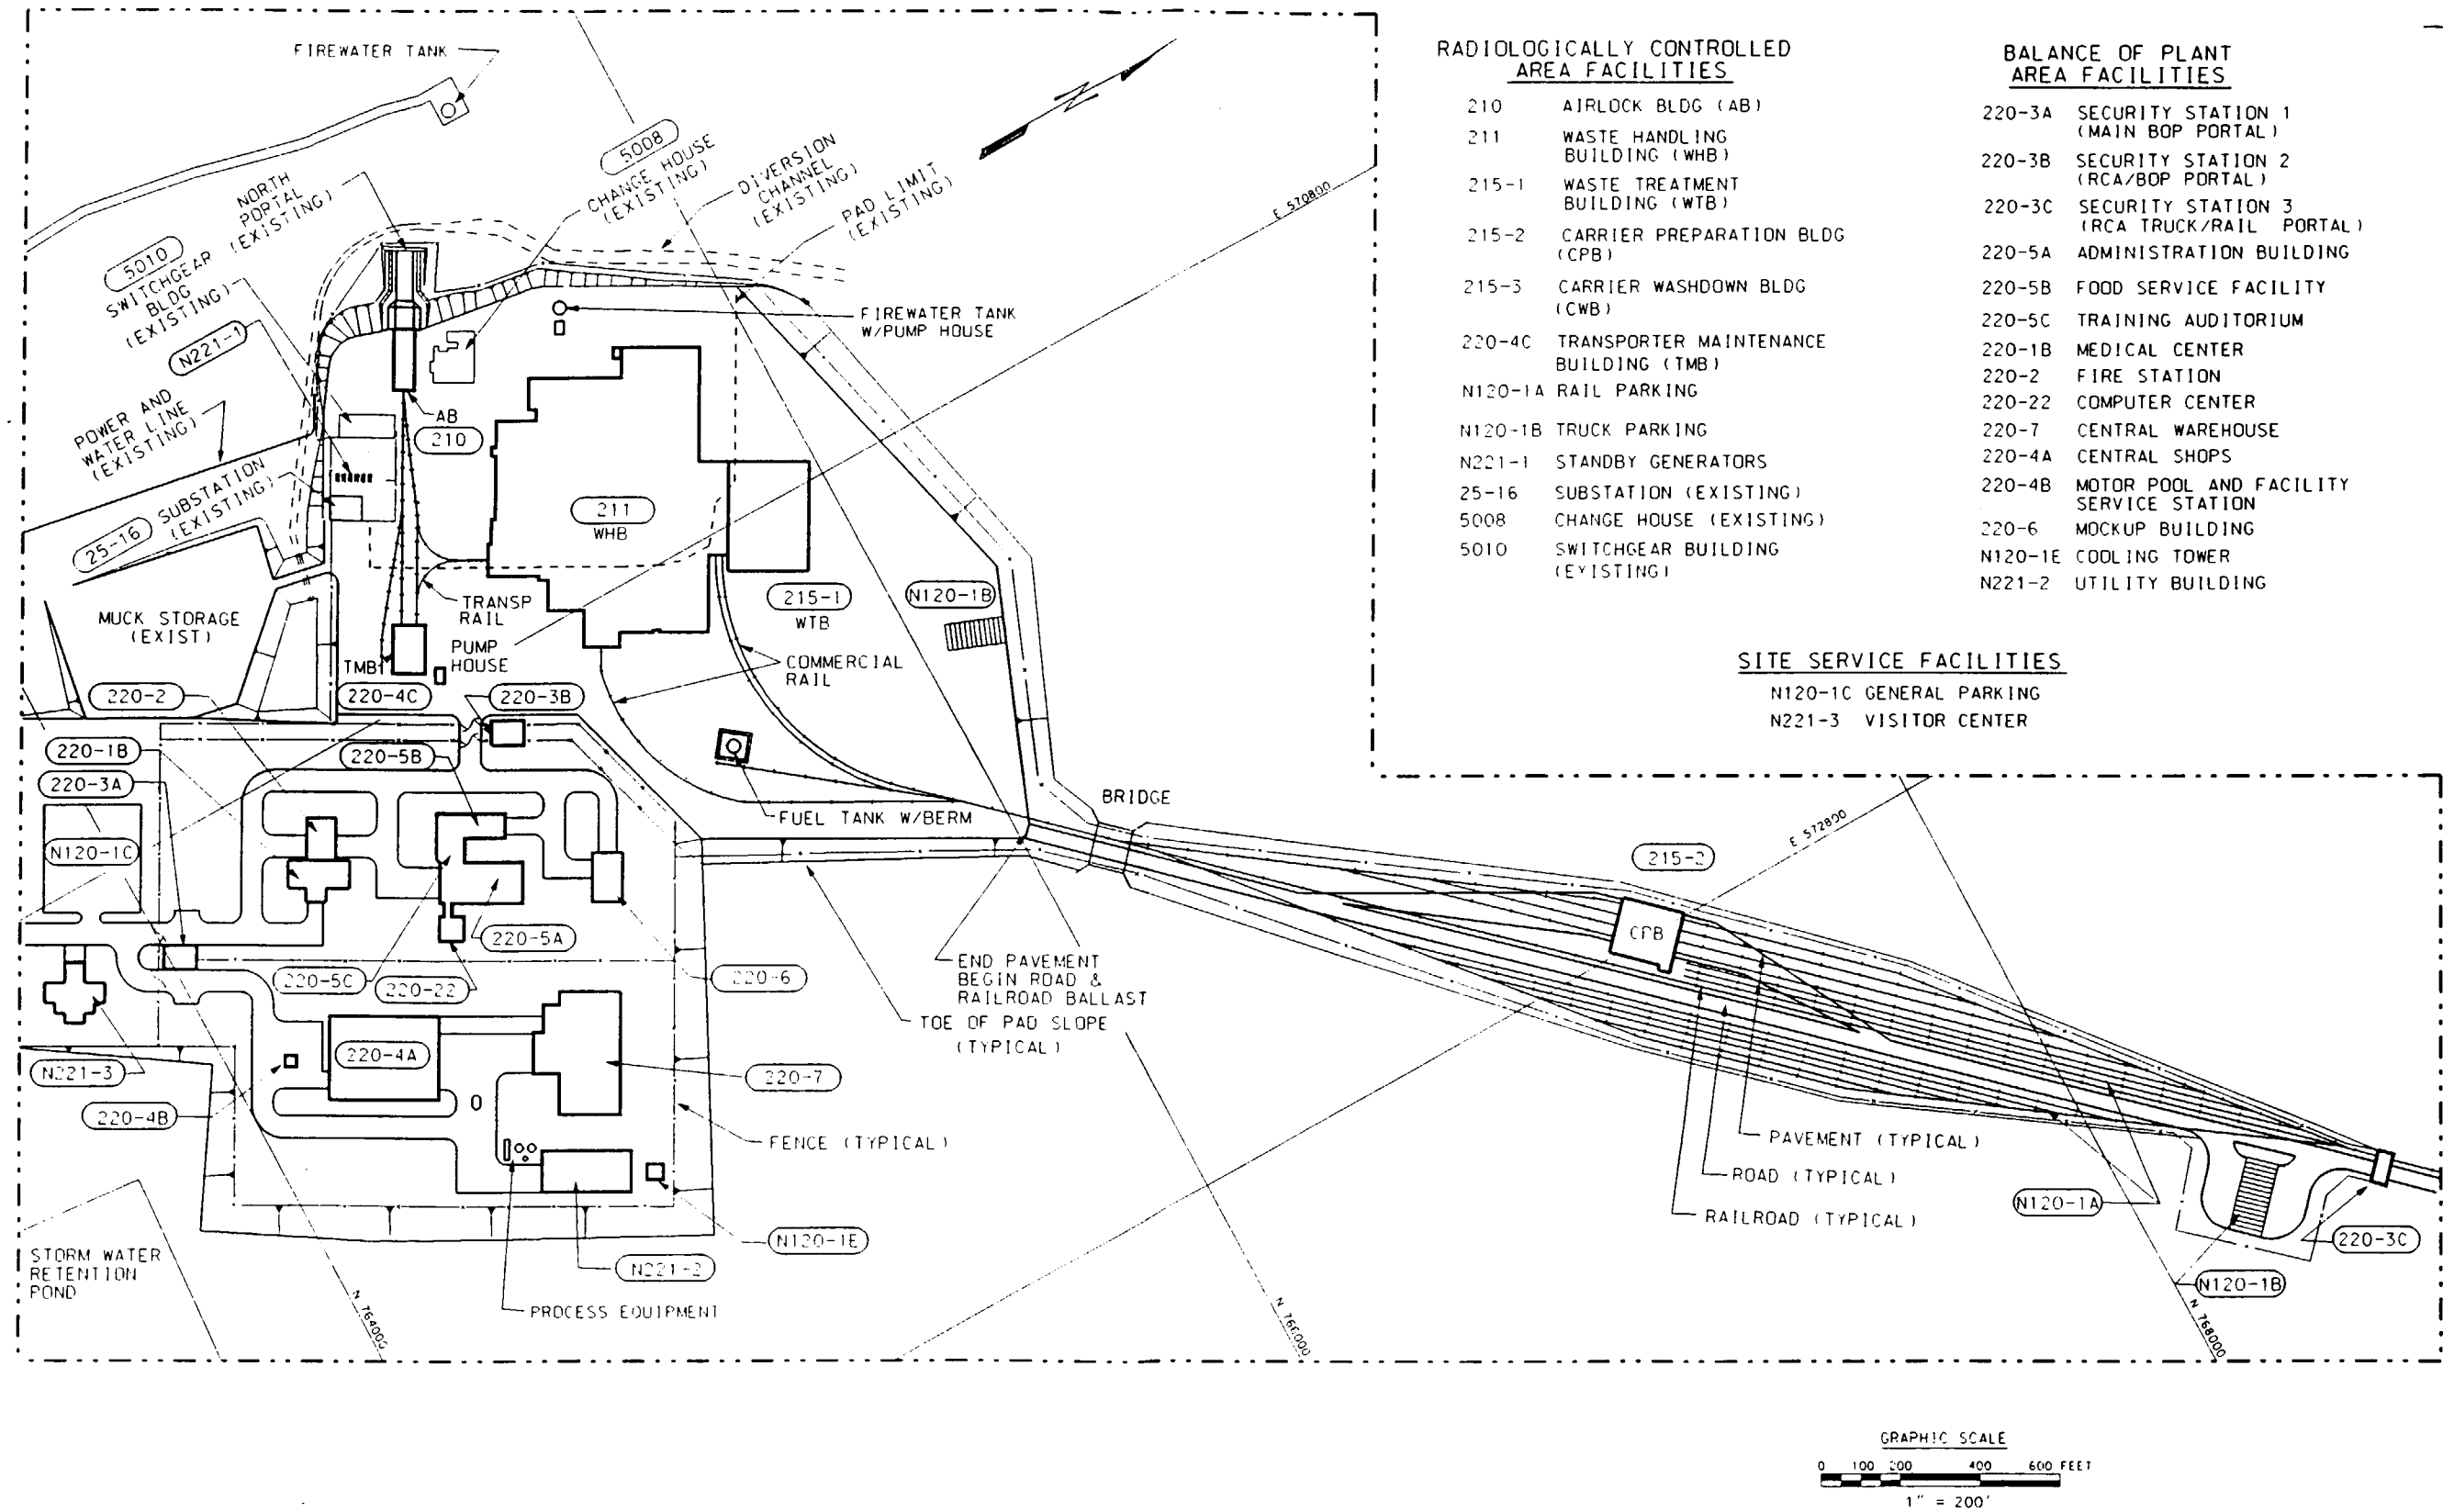 FIREWATER TANK
5008
CHANGE HOUSE
(EXISTING)
DIVERSION
CHANNEL
(EXISTING)
PAD LIMIT
(EXISTING)
N
E 570800
NORTH
PORTAL
(EXISTING)
5010
SWITCHGEAR
BLDG
(EXISTING)
N221-1
POWER AND
WATER LINE
(EXISTING)
25-16
SUBSTATION
(EXISTING)
FIREWATER TANK
W/PUMP HOUSE
AB
210
211
WHB
215-1
WTB
N120-1B
TRANSP
RAIL
MUCK STORAGE
(EXIST)
TMB
PUMP
HOUSE
COMMERCIAL
RAIL
220-2
220-4C
220-3B
220-1B
220-5B
220-3A
N120-1C
FUEL TANK W/BERM
BRIDGE
215-2
E 572800
CPB
220-5A
220-5C
220-22
220-6
END PAVEMENT
BEGIN ROAD &
RAILROAD BALLAST
TOE OF PAD SLOPE
(TYPICAL)
N221-3
220-4A
220-4B
220-7
FENCE (TYPICAL)
PAVEMENT (TYPICAL)
ROAD (TYPICAL)
RAILROAD (TYPICAL)
N120-1A
220-3C
N120-1B
N120-1E
N221-2
PROCESS EQUIPMENT
STORM WATER
RETENTION
POND
N 764000
N 766000
N 768000
RADIOLOGICALLY CONTROLLED
AREA FACILITIES
210 AIRLOCK BLDG (AB)
211 WASTE HANDLING
BUILDING (WHB)
215-1 WASTE TREATMENT
BUILDING (WTB)
215-2 CARRIER PREPARATION BLDG
(CPB)
215-3 CARRIER WASHDOWN BLDG
(CWB)
220-4C TRANSPORTER MAINTENANCE
BUILDING (TMB)
N120-1A RAIL PARKING
N120-1B TRUCK PARKING
N221-1 STANDBY GENERATORS
25-16 SUBSTATION (EXISTING)
5008 CHANGE HOUSE (EXISTING)
5010 SWITCHGEAR BUILDING
(EXISTING)
BALANCE OF PLANT
AREA FACILITIES
220-3A SECURITY STATION 1
(MAIN BOP PORTAL)
220-3B SECURITY STATION 2
(RCA/BOP PORTAL)
220-3C SECURITY STATION 3
(RCA TRUCK/RAIL PORTAL)
220-5A ADMINISTRATION BUILDING
220-5B FOOD SERVICE FACILITY
220-5C TRAINING AUDITORIUM
220-1B MEDICAL CENTER
220-2 FIRE STATION
220-22 COMPUTER CENTER
220-7 CENTRAL WAREHOUSE
220-4A CENTRAL SHOPS
220-4B MOTOR POOL AND FACILITY
SERVICE STATION
220-6 MOCKUP BUILDING
N120-1E COOLING TOWER
N221-2 UTILITY BUILDING
SITE SERVICE FACILITIES
N120-1C GENERAL PARKING
N221-3 VISITOR CENTER
GRAPHIC SCALE
0 100 200 400 600 FEET
1" = 200'